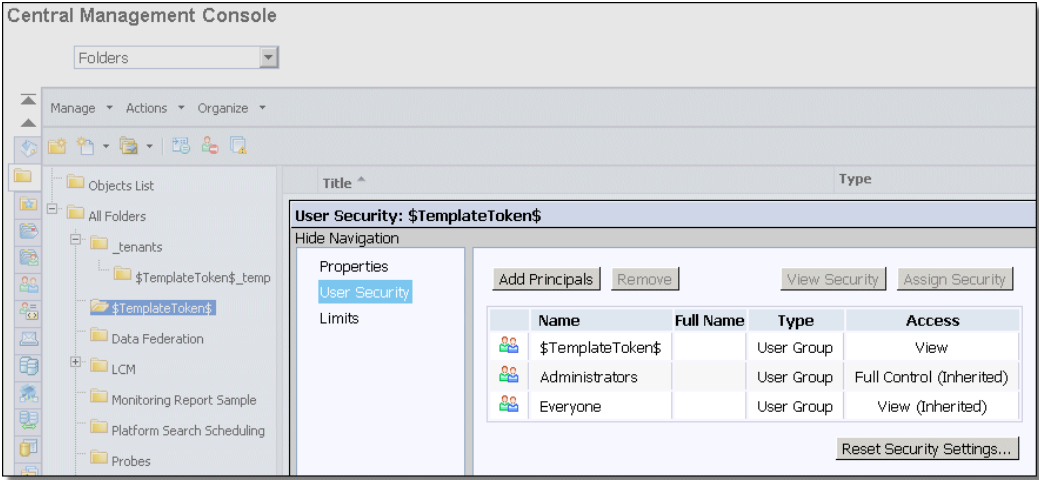 Central Management Console
Folders
Manage Actions Organize
Title Type
Objects List
All Folders
_tenants
$TemplateToken$_temp
$TemplateToken$
Data Federation
LCM
Monitoring Report Sample
Platform Search Scheduling
Probes
User Security: $TemplateToken$
Hide Navigation
Properties
User Security
Limits
Add Principals Remove View Security Assign Security
Name Full Name Type Access
$TemplateToken$ User Group View
Administrators User Group Full Control (Inherited)
Everyone User Group View (Inherited)
Reset Security Settings...